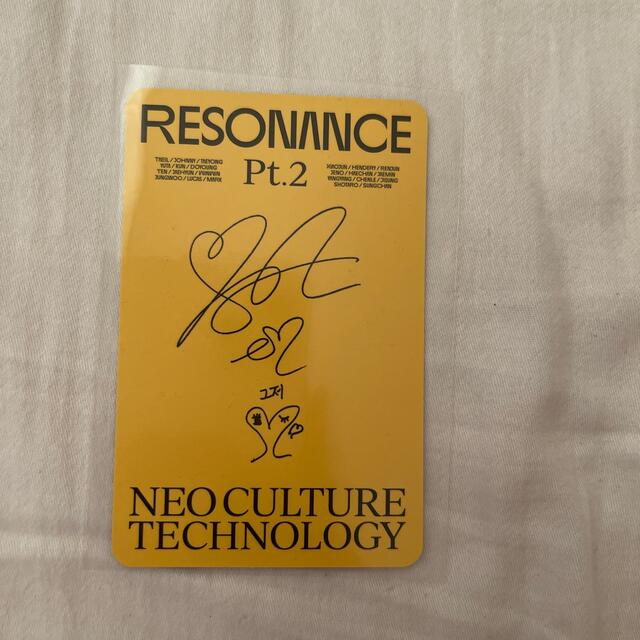 RESONANCE
Pt.2
TAEIL / JOHNNY / TAEYONG
YUTA / KUN / DOYOUNG
TEN / JAEHYUN / WINWIN
JUNGWOO / LUCAS / MARK
XIAOJUN / HENDERY / RENJUN
JENO / HAECHAN / JAEMIN
YANGYANG / CHENLE / JISUNG
SHOTARO / SUNGCHAN
그저
NEO CULTURE
TECHNOLOGY